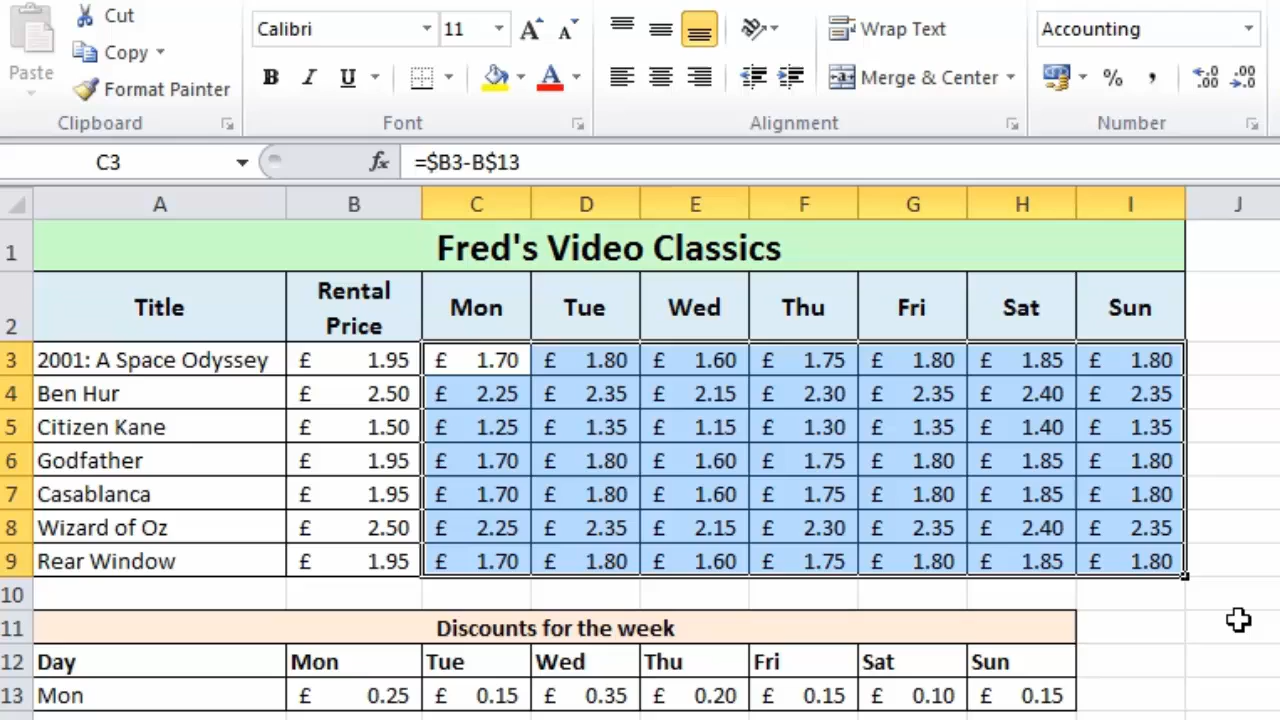 Cut
Calibri 11 A A Wrap Text Accounting
Copy
Paste
Format Painter B I U A Merge & Center % , .00 .00
Clipboard Font Alignment Number
C3 fx =$B3-B$13
A B C D E F G H I J
1 Fred's Video Classics
2 Title Rental Price Mon Tue Wed Thu Fri Sat Sun
3 2001: A Space Odyssey £ 1.95 £ 1.70 £ 1.80 £ 1.60 £ 1.75 £ 1.80 £ 1.85 £ 1.80
4 Ben Hur £ 2.50 £ 2.25 £ 2.35 £ 2.15 £ 2.30 £ 2.35 £ 2.40 £ 2.35
5 Citizen Kane £ 1.50 £ 1.25 £ 1.35 £ 1.15 £ 1.30 £ 1.35 £ 1.40 £ 1.35
6 Godfather £ 1.95 £ 1.70 £ 1.80 £ 1.60 £ 1.75 £ 1.80 £ 1.85 £ 1.80
7 Casablanca £ 1.95 £ 1.70 £ 1.80 £ 1.60 £ 1.75 £ 1.80 £ 1.85 £ 1.80
8 Wizard of Oz £ 2.50 £ 2.25 £ 2.35 £ 2.15 £ 2.30 £ 2.35 £ 2.40 £ 2.35
9 Rear Window £ 1.95 £ 1.70 £ 1.80 £ 1.60 £ 1.75 £ 1.80 £ 1.85 £ 1.80
10
11 Discounts for the week
12 Day Mon Tue Wed Thu Fri Sat Sun
13 Mon £ 0.25 £ 0.15 £ 0.35 £ 0.20 £ 0.15 £ 0.10 £ 0.15